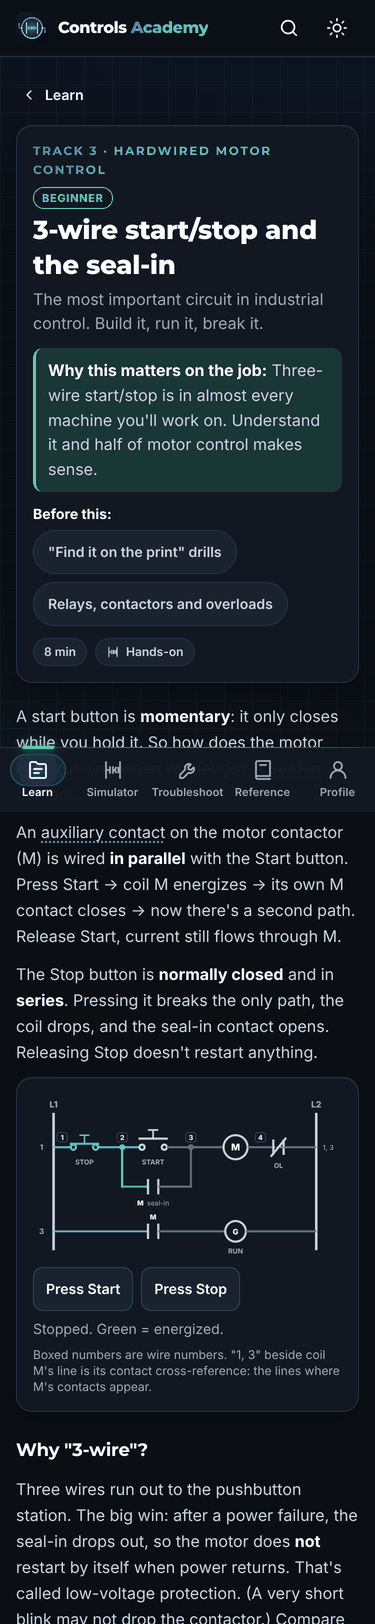 Controls Academy
Learn
TRACK 3 · HARDWIRED MOTOR
CONTROL
BEGINNER
3-wire start/stop and
the seal-in
The most important circuit in industrial
control. Build it, run it, break it.
Why this matters on the job: Three-
wire start/stop is in almost every
machine you'll work on. Understand
it and half of motor control makes
sense.
Before this:
"Find it on the print" drills
Relays, contactors and overloads
8 min
Hands-on
A start button is momentary: it only closes
while you hold it. So how does the motor
Learn
Simulator
Troubleshoot
Reference
Profile
An auxiliary contact on the motor contactor
(M) is wired in parallel with the Start button.
Press Start → coil M energizes → its own M
contact closes → now there's a second path.
Release Start, current still flows through M.
The Stop button is normally closed and in
series. Pressing it breaks the only path, the
coil drops, and the seal-in contact opens.
Releasing Stop doesn't restart anything.
L1 L2
1 1 2 3 M 4 1, 3
STOP START OL
M seal-in
M
3 G
RUN
Press Start
Press Stop
Stopped. Green = energized.
Boxed numbers are wire numbers. "1, 3" beside coil
M's line is its contact cross-reference: the lines where
M's contacts appear.
Why "3-wire"?
Three wires run out to the pushbutton
station. The big win: after a power failure, the
seal-in drops out, so the motor does not
restart by itself when power returns. That's
called low-voltage protection. (A very short
blink may not drop the contactor.) Compare